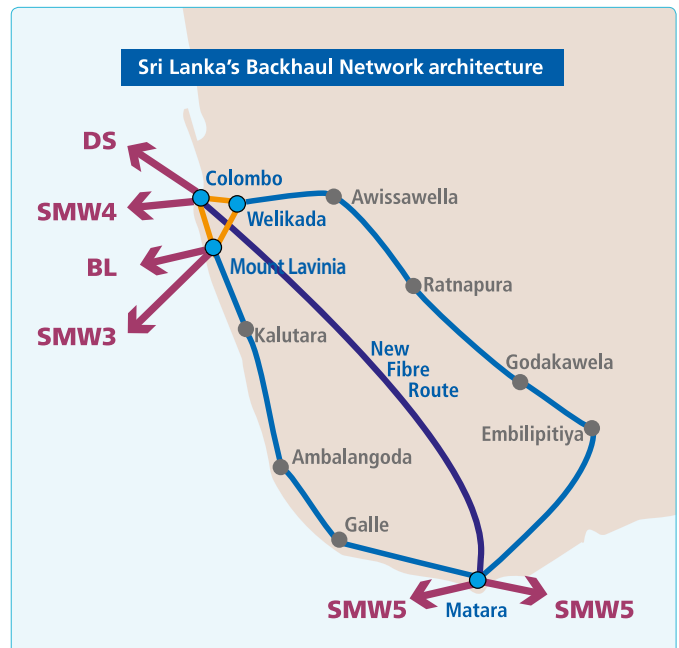 Sri Lanka's Backhaul Network architecture
DS
Colombo
SMW4
Welikada
Awissawella
BL
Mount Lavinia
Ratnapura
SMW3
Kalutara
New
Fibre
Route
Godakawela
Embilipitiya
Ambalangoda
Galle
SMW5
Matara
SMW5